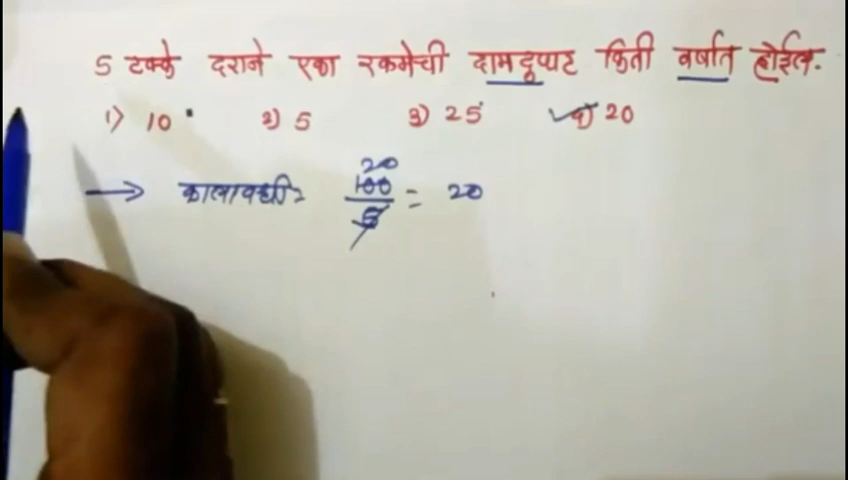 5 टक्के दराने एका रकमेची दामदुप्पट किती वर्षात होईल.
1) 10 2) 5 3) 25 4) 20
→ कालावधी = 100/5 = 20
20